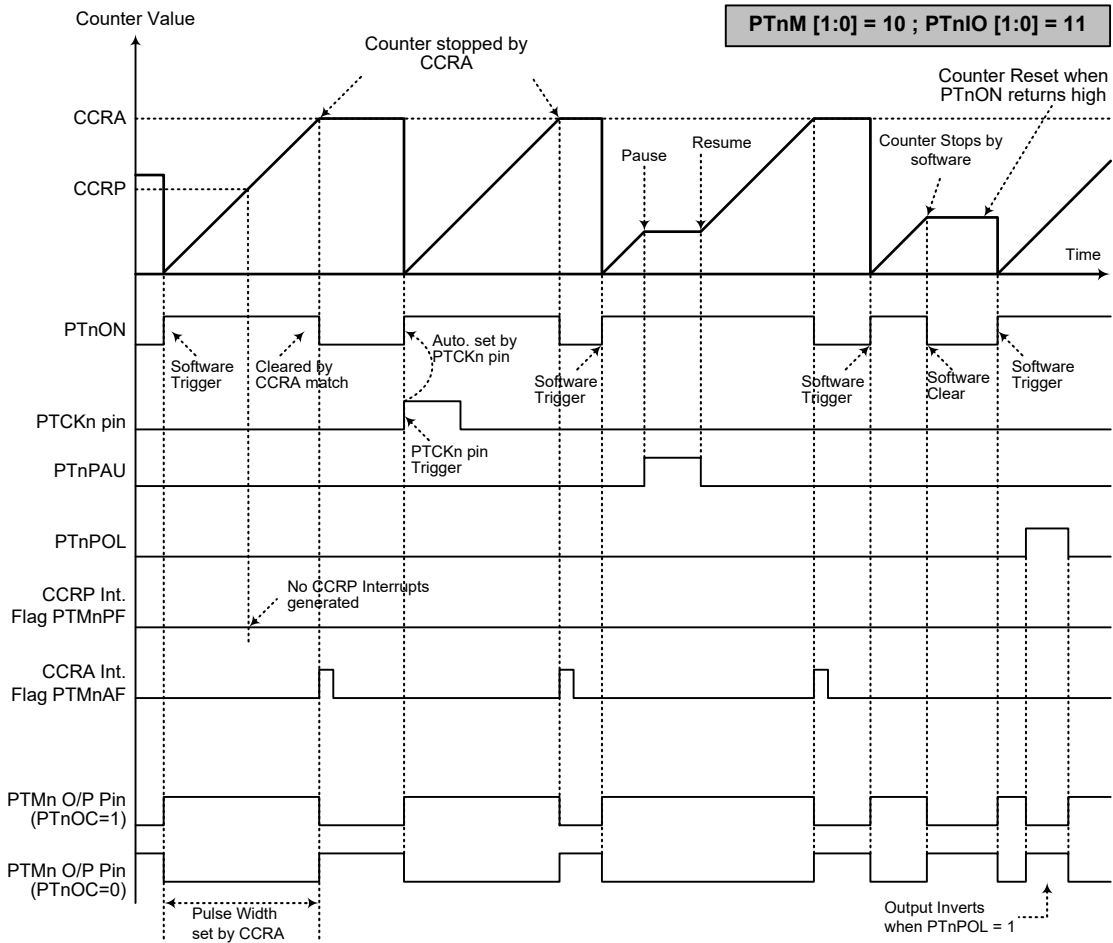 Counter Value
PTnM [1:0] = 10 ; PTnIO [1:0] = 11
Counter stopped by
CCRA
Counter Reset when
PTnON returns high
CCRA
Pause
Resume
Counter Stops by
software
CCRP
Time
PTnON
Software
Trigger
Cleared by
CCRA match
Auto. set by
PTCKn pin
Software
Trigger
Software
Trigger
Software
Clear
Software
Trigger
PTCKn pin
PTCKn pin
Trigger
PTnPAU
PTnPOL
CCRP Int.
Flag PTMnPF
No CCRP Interrupts
generated
CCRA Int.
Flag PTMnAF
PTMn O/P Pin
(PTnOC=1)
PTMn O/P Pin
(PTnOC=0)
Pulse Width
set by CCRA
Output Inverts
when PTnPOL = 1